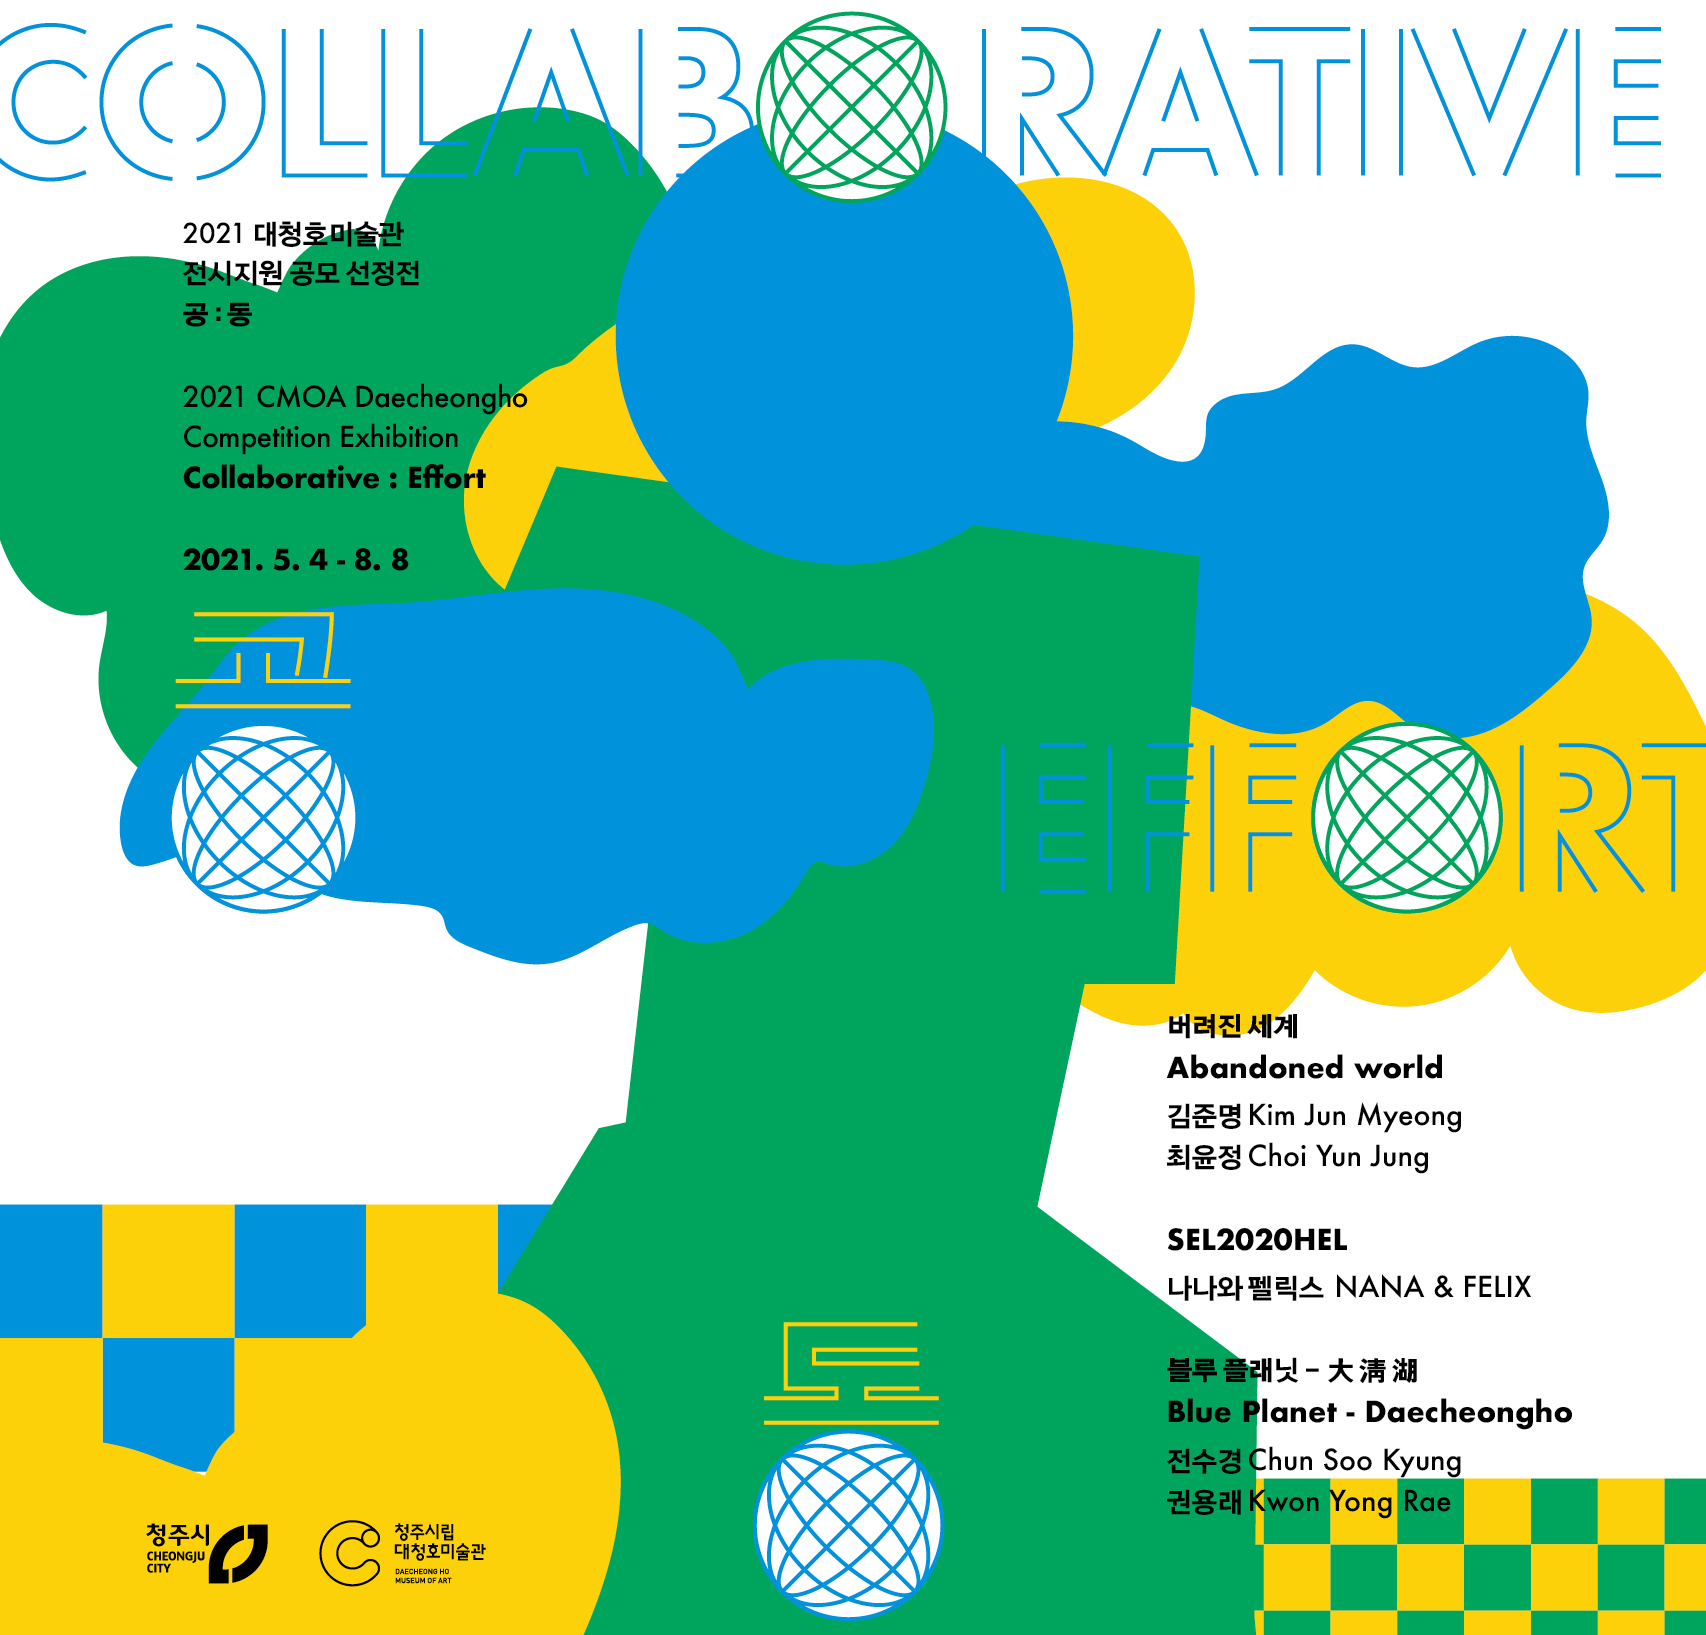 COLLABORATIVE
2021 대청호미술관
전시지원 공모 선정전
공 : 동
2021 CMOA Daecheongho
Competition Exhibition
Collaborative : Effort
2021. 5. 4 - 8. 8
공
EFFORT
버려진 세계
Abandoned world
김준명 Kim Jun Myeong
최윤정 Choi Yun Jung
SEL2020HEL
나나와 펠릭스 NANA & FELIX
블루 플래닛 – 大 淸 湖
Blue Planet - Daecheongho
전수경 Chun Soo Kyung
권용래 Kwon Yong Rae
동
청주시
CHEONGJU
CITY
청주시립
대청호미술관
DAECHEONG HO
MUSEUM OF ART